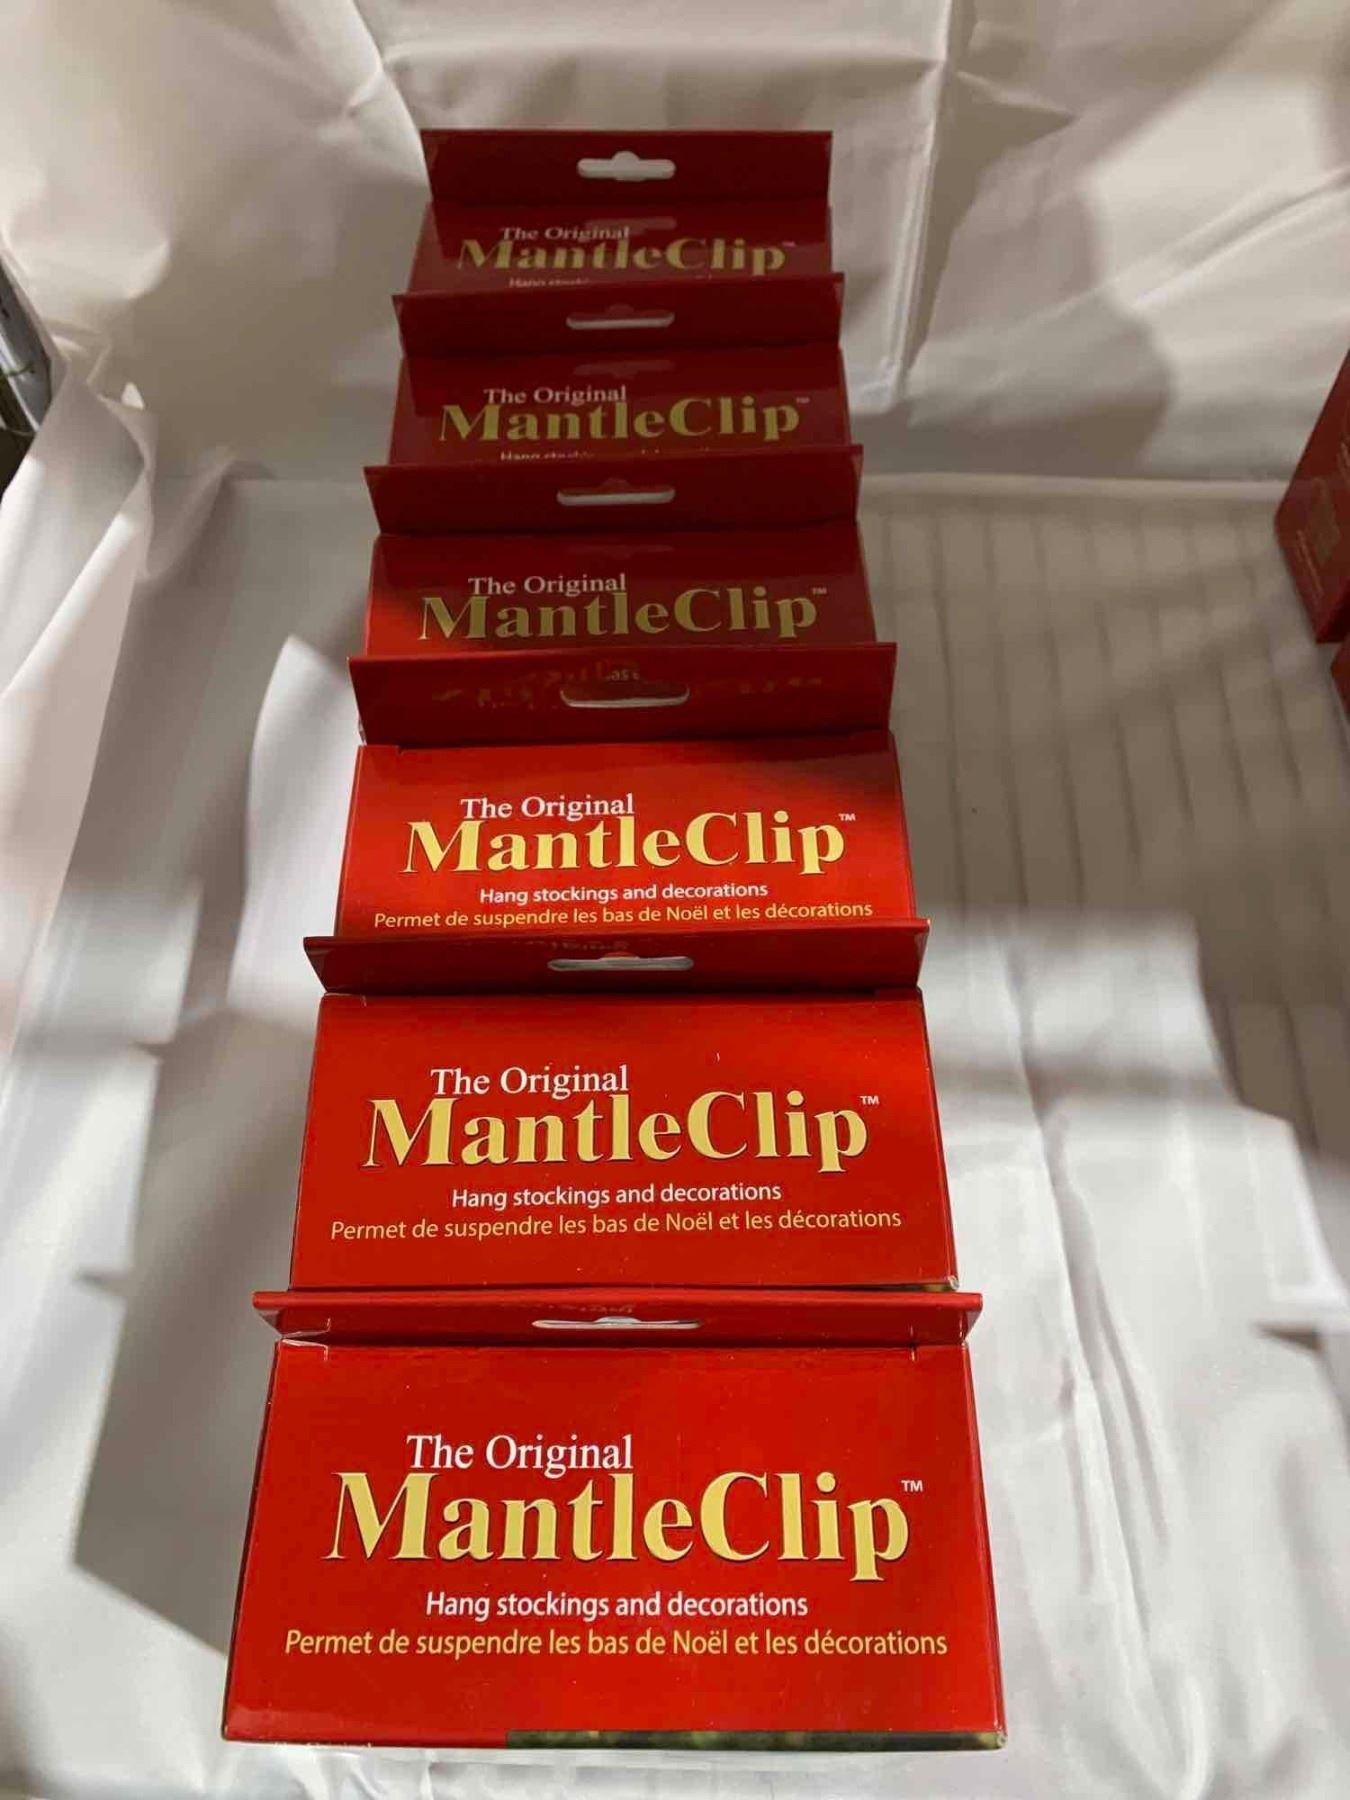 The Original
MantleClip™
Hang
The Original
MantleClip™
Hang
The Original
MantleClip™
The Original
MantleClip™
Hang stockings and decorations
Permet de suspendre les bas de Noël et les décorations
The Original
MantleClip™
Hang stockings and decorations
Permet de suspendre les bas de Noël et les décorations
The Original
MantleClip™
Hang stockings and decorations
Permet de suspendre les bas de Noël et les décorations